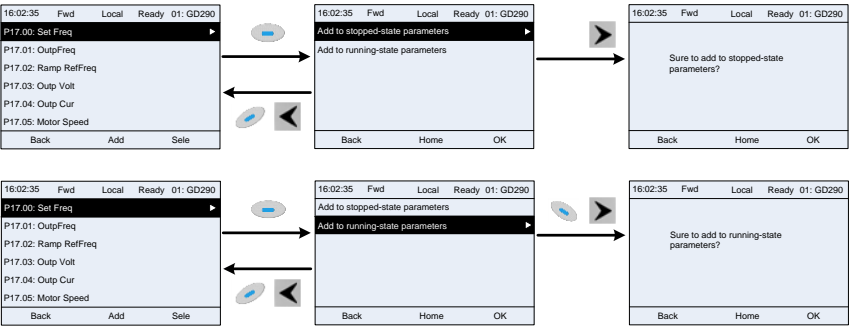 16:02:35 Fwd Local Ready 01: GD290
P17.00: Set Freq
P17.01: OutpFreq
P17.02: Ramp RefFreq
P17.03: Outp Volt
P17.04: Outp Cur
P17.05: Motor Speed
Back Add Sele
16:02:35 Fwd Local Ready 01: GD290
Add to stopped-state parameters
Add to running-state parameters
Back Home OK
16:02:35 Fwd Local Ready 01: GD290
Sure to add to stopped-state
parameters?
Back Home OK
16:02:35 Fwd Local Ready 01: GD290
P17.00: Set Freq
P17.01: OutpFreq
P17.02: Ramp RefFreq
P17.03: Outp Volt
P17.04: Outp Cur
P17.05: Motor Speed
Back Add Sele
16:02:35 Fwd Local Ready 01: GD290
Add to stopped-state parameters
Add to running-state parameters
Back Home OK
16:02:35 Fwd Local Ready 01: GD290
Sure to add to running-state
parameters?
Back Home OK